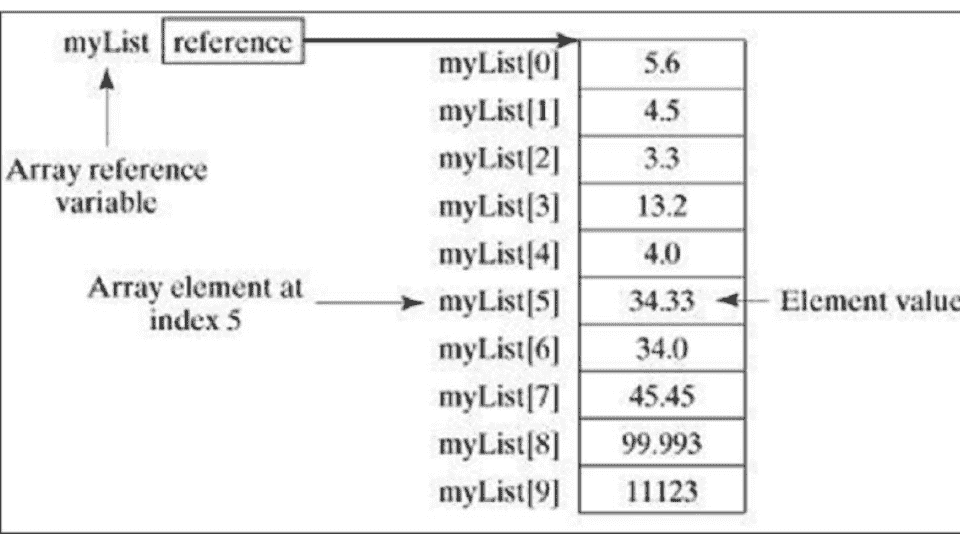 myList reference
Array reference
variable
myList[0] 5.6
myList[1] 4.5
myList[2] 3.3
myList[3] 13.2
myList[4] 4.0
Array element at
index 5
myList[5] 34.33 Element value
myList[6] 34.0
myList[7] 45.45
myList[8] 99.993
myList[9] 11123